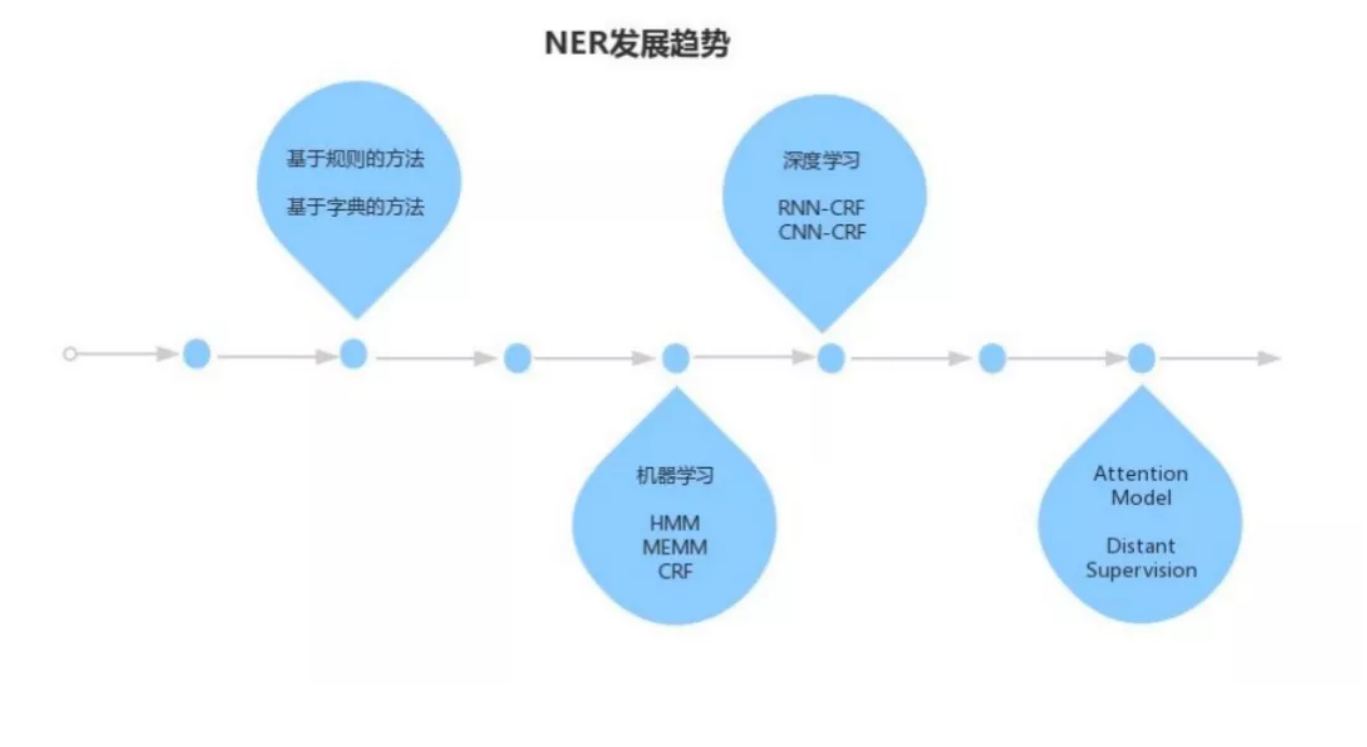 NER发展趋势
基于规则的方法
基于字典的方法
机器学习
HMM
MEMM
CRF
深度学习
RNN-CRF
CNN-CRF
Attention
Model
Distant
Supervision